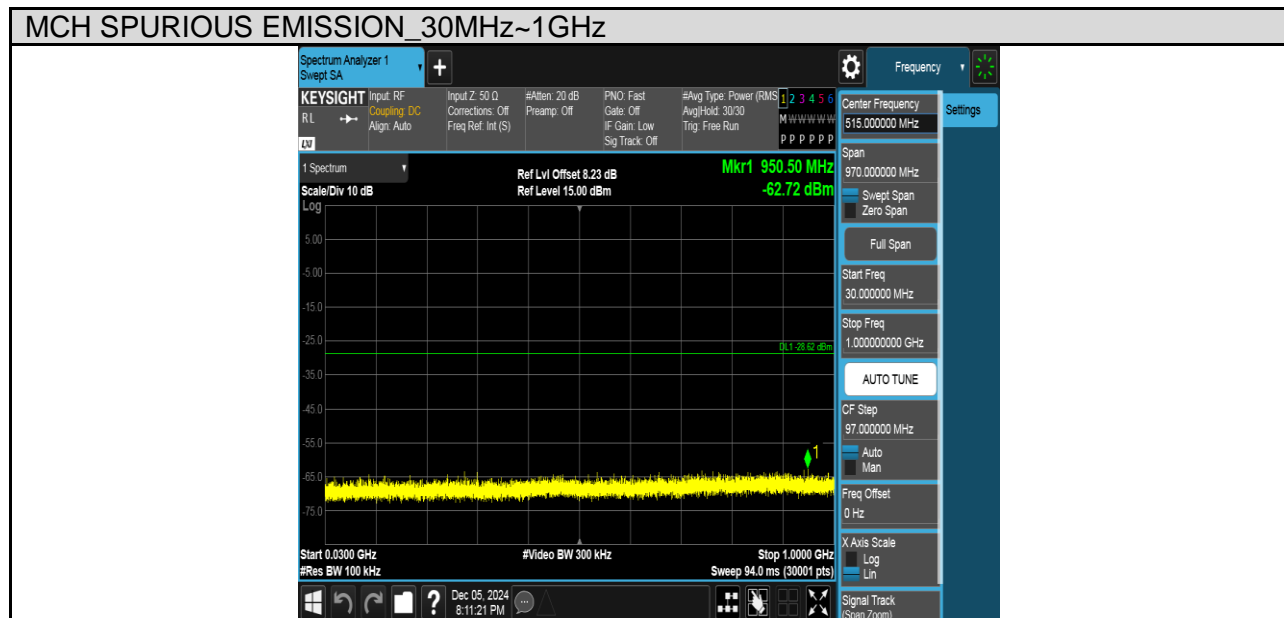 MCH SPURIOUS EMISSION_30MHz~1GHz
Spectrum Analyzer 1
Swept SA
Frequency
KEYSIGHT
RL
LXI
Input: RF
Coupling: DC
Align: Auto
Input Z: 50 Ω
Corrections: Off
Freq Ref: Int (S)
#Atten: 20 dB
Preamp: Off
PNO: Fast
Gate: Off
IF Gain: Low
Sig Track: Off
#Avg Type: Power (RMS
Avg|Hold: 30/30
Trig: Free Run
1 2 3 4 5 6
M W W W W W
P P P P P P
Center Frequency
515.000000 MHz
Settings
1 Spectrum
Scale/Div 10 dB
Log
Ref Lvl Offset 8.23 dB
Ref Level 15.00 dBm
Mkr1 950.50 MHz
-62.72 dBm
5.00
-5.00
-15.0
-25.0
-35.0
-45.0
-55.0
-65.0
-75.0
DL1 -28.62 dBm
1
Start 0.0300 GHz
#Res BW 100 kHz
#Video BW 300 kHz
Stop 1.0000 GHz
Sweep 94.0 ms (30001 pts)
Span
970.000000 MHz
Swept Span
Zero Span
Full Span
Start Freq
30.000000 MHz
Stop Freq
1.000000000 GHz
AUTO TUNE
CF Step
97.000000 MHz
Auto
Man
Freq Offset
0 Hz
X Axis Scale
Log
Lin
Signal Track
(Span Zoom)
?
Dec 05, 2024
8:11:21 PM